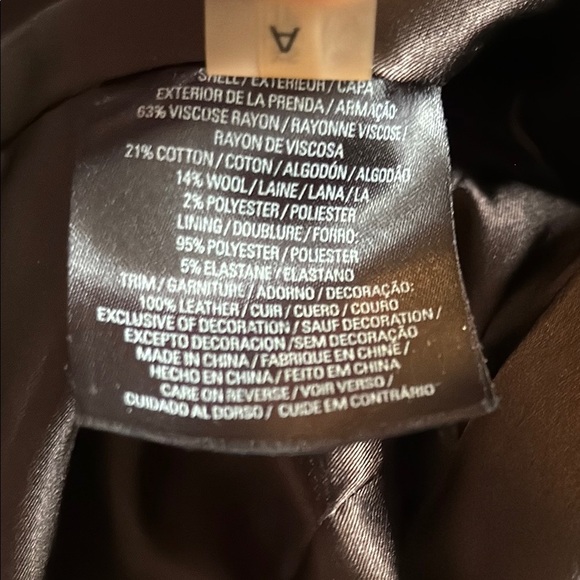 A
SHELL/EXTERIEUR/CAPA
EXTERIOR DE LA PRENDA/ARMAÇÃO
63% VISCOSE RAYON/RAYONNE VISCOSE/
RAYON DE VISCOSA
21% COTTON/COTON/ALGODÓN/ALGODÃO
14% WOOL/LAINE/LANA/LA
2% POLYESTER/POLIESTER
LINING/DOUBLURE/FORRO:
95% POLYESTER/POLIESTER
5% ELASTANE/ELASTANO
TRIM/GARNITURE/ADORNO/DECORAÇÃO:
100% LEATHER/CUIR/CUERO/COURO
EXCLUSIVE OF DECORATION/SAUF DECORATION/
EXCEPTO DECORACION/SEM DECORAÇÃO
MADE IN CHINA/FABRIQUE EN CHINE/
HECHO EN CHINA/FEITO EM CHINA
CARE ON REVERSE/VOIR VERSO/
CUIDADO AL DORSO/CUIDE EM CONTRÁRIO